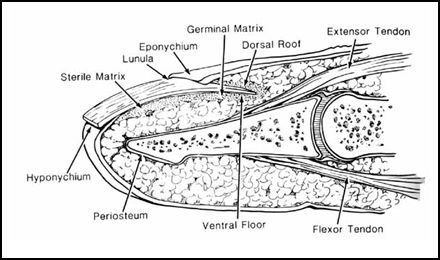 Germinal Matrix
Eponychium
Dorsal Roof
Extensor Tendon
Lunula
Sterile Matrix
Hyponychium
Periosteum
Ventral Floor
Flexor Tendon